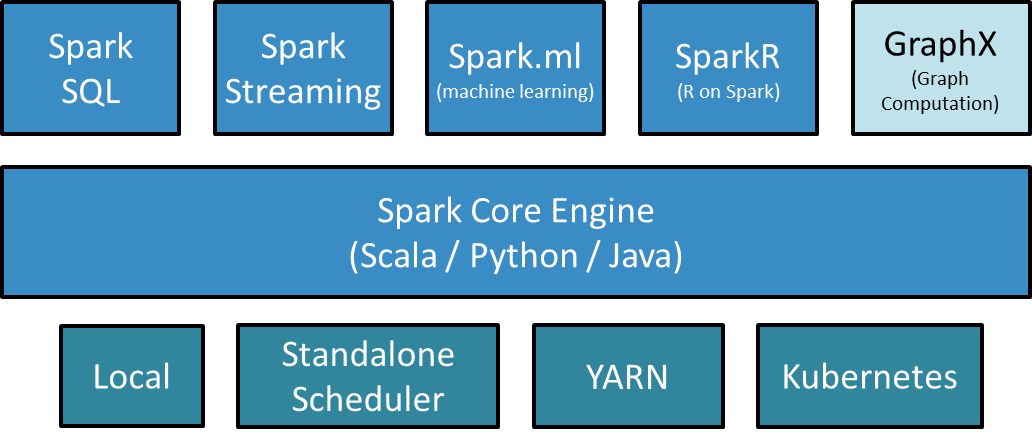 Spark
SQL
Spark
Streaming
Spark.ml
(machine learning)
SparkR
(R on Spark)
GraphX
(Graph
Computation)
Spark Core Engine
(Scala / Python / Java)
Local
Standalone
Scheduler
YARN
Kubernetes